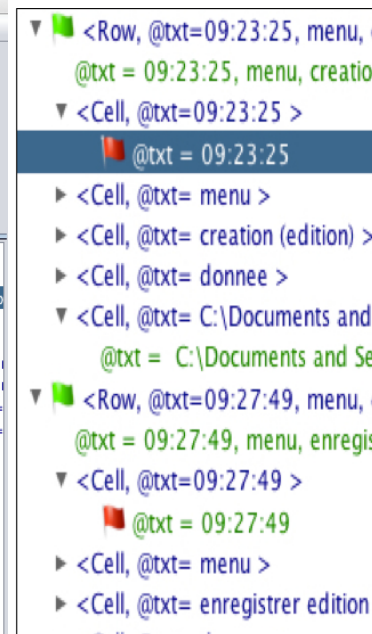 <Row, @txt=09:23:25, menu,
@txt = 09:23:25, menu, creatio
<Cell, @txt=09:23:25 >
@txt = 09:23:25
<Cell, @txt= menu >
<Cell, @txt= creation (edition) >
<Cell, @txt= donnee >
<Cell, @txt= C:\Documents and
@txt = C:\Documents and Se
<Row, @txt=09:27:49, menu,
@txt = 09:27:49, menu, enregis
<Cell, @txt=09:27:49 >
@txt = 09:27:49
<Cell, @txt= menu >
<Cell, @txt= enregistrer edition